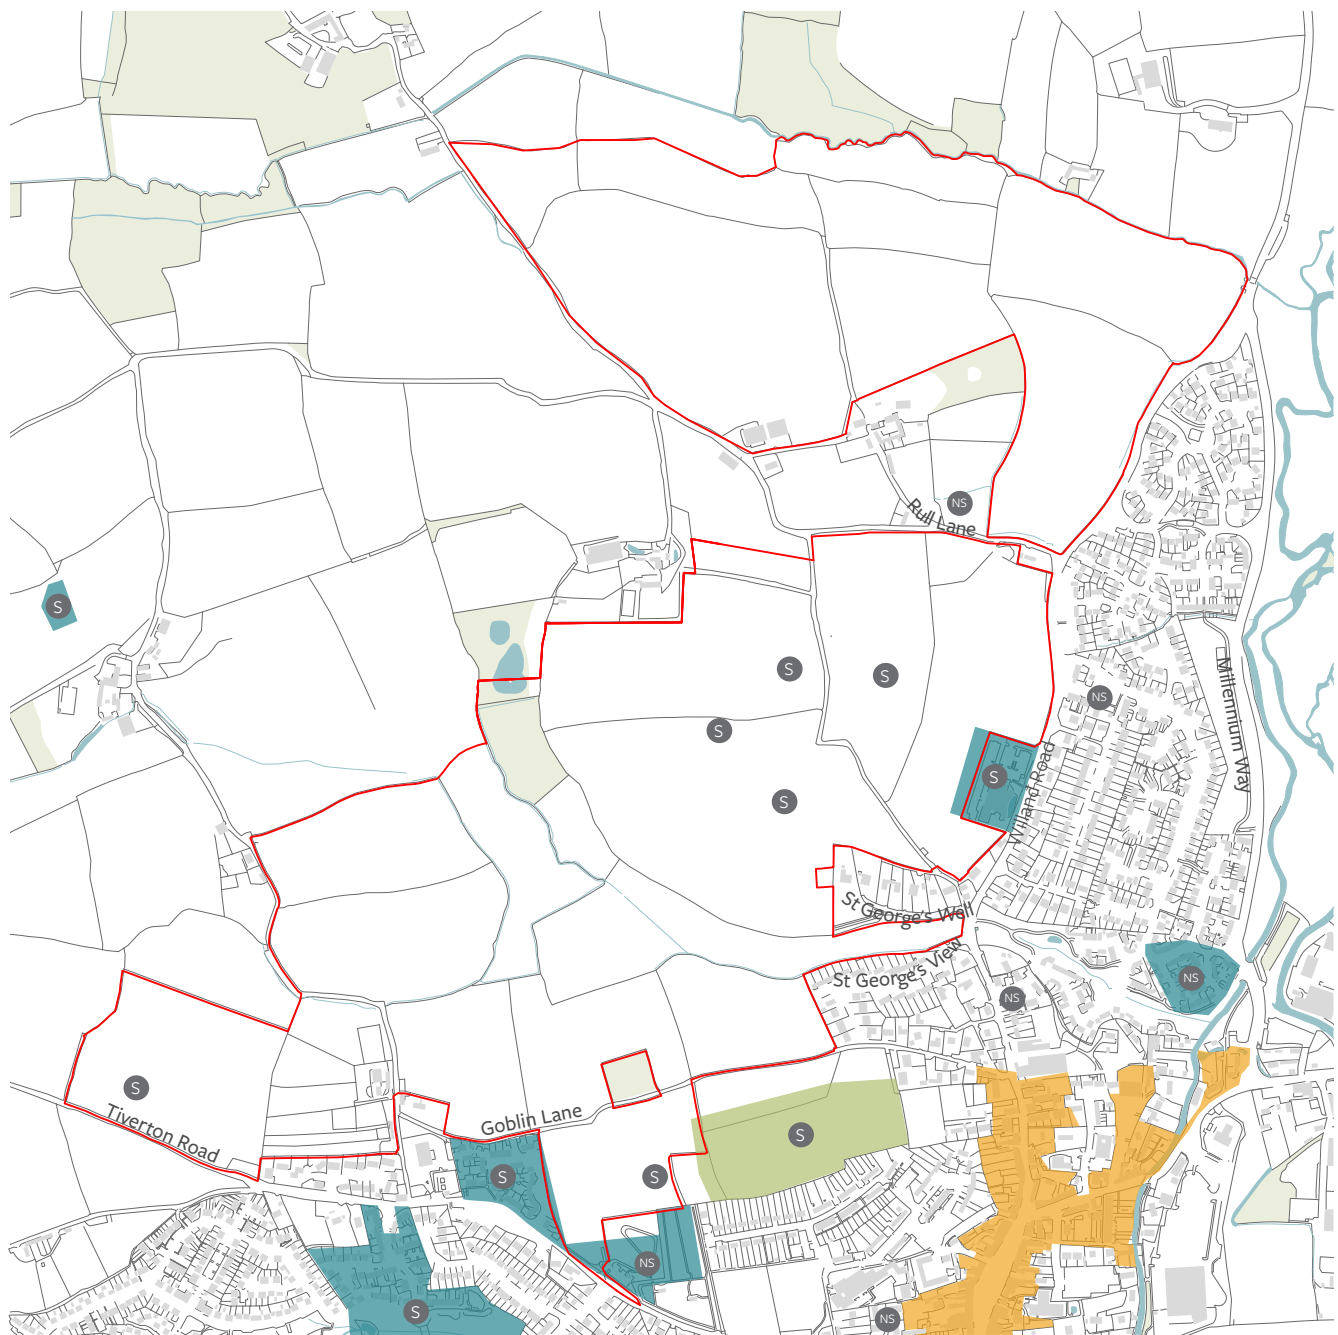 NS
Rull Lane
S
S
S
NS
Millennium Way
S
S
Willand Road
S
St George's Well
St George's View
NS
NS
S
Tiverton Road
Goblin Lane
S
S
S
NS
S
NS